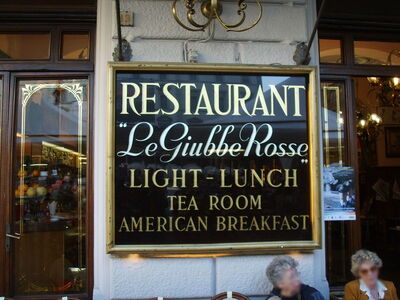 RESTAURANT
"Le Giubbe Rosse"
LIGHT - LUNCH
TEA ROOM
AMERICAN BREAKFAST